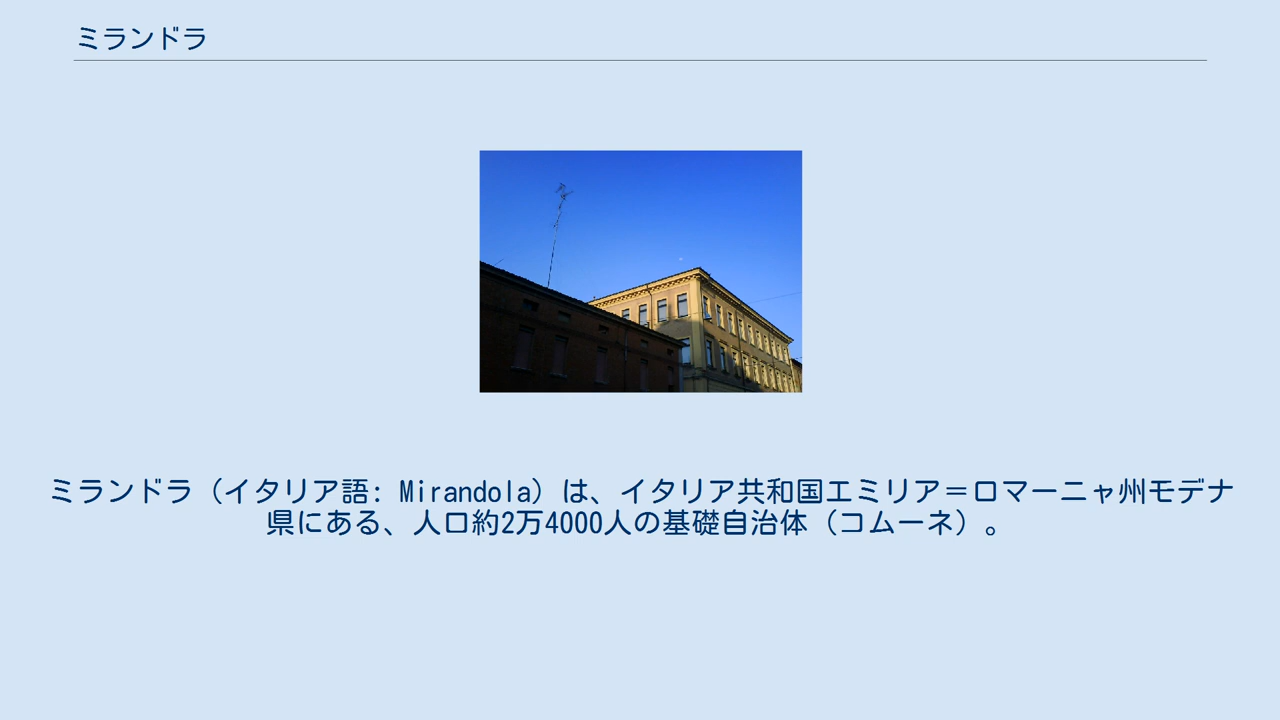 ミランドラ
ミランドラ（イタリア語: Mirandola）は、イタリア共和国エミリア＝ロマーニャ州モデナ
県にある、人口約2万4000人の基礎自治体（コムーネ）。